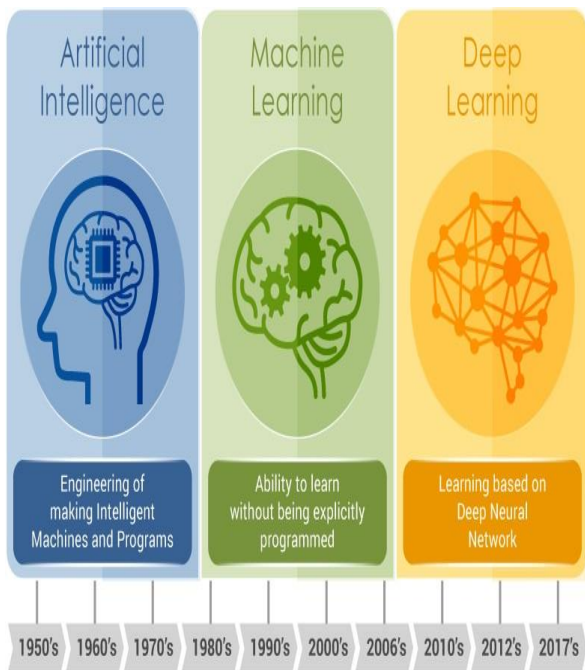 Artificial
Intelligence
Engineering of
making Intelligent
Machines and Programs
Machine
Learning
Ability to learn
without being explicitly
programmed
Deep
Learning
Learning based on
Deep Neural
Network
1950's 1960's 1970's 1980's 1990's 2000's 2006's 2010's 2012's 2017's